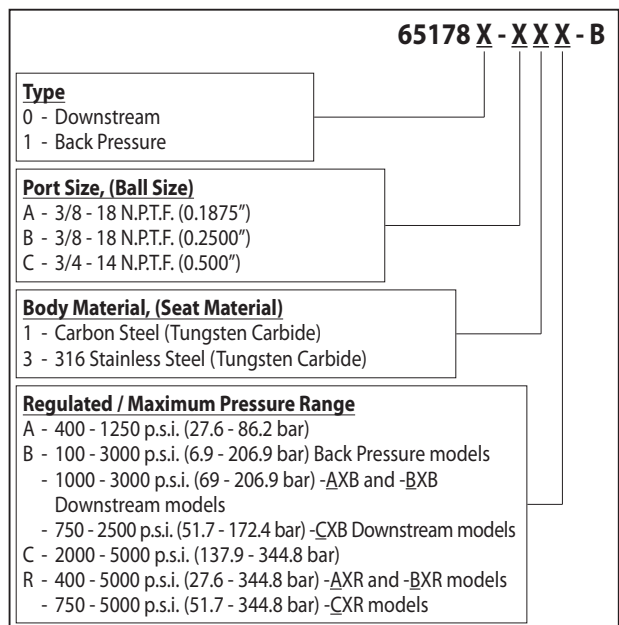 65178 X - X X X - B
Type
0 - Downstream
1 - Back Pressure
Port Size, (Ball Size)
A - 3/8 - 18 N.P.T.F. (0.1875”)
B - 3/8 - 18 N.P.T.F. (0.2500”)
C - 3/4 - 14 N.P.T.F. (0.500”)
Body Material, (Seat Material)
1 - Carbon Steel (Tungsten Carbide)
3 - 316 Stainless Steel (Tungsten Carbide)
Regulated / Maximum Pressure Range
A - 400 - 1250 p.s.i. (27.6 - 86.2 bar)
B - 100 - 3000 p.s.i. (6.9 - 206.9 bar) Back Pressure models
- 1000 - 3000 p.s.i. (69 - 206.9 bar) -AXB and -BXB
Downstream models
- 750 - 2500 p.s.i. (51.7 - 172.4 bar) -CXB Downstream models
C - 2000 - 5000 p.s.i. (137.9 - 344.8 bar)
R - 400 - 5000 p.s.i. (27.6 - 344.8 bar) -AXR and -BXR models
- 750 - 5000 p.s.i. (51.7 - 344.8 bar) -CXR models